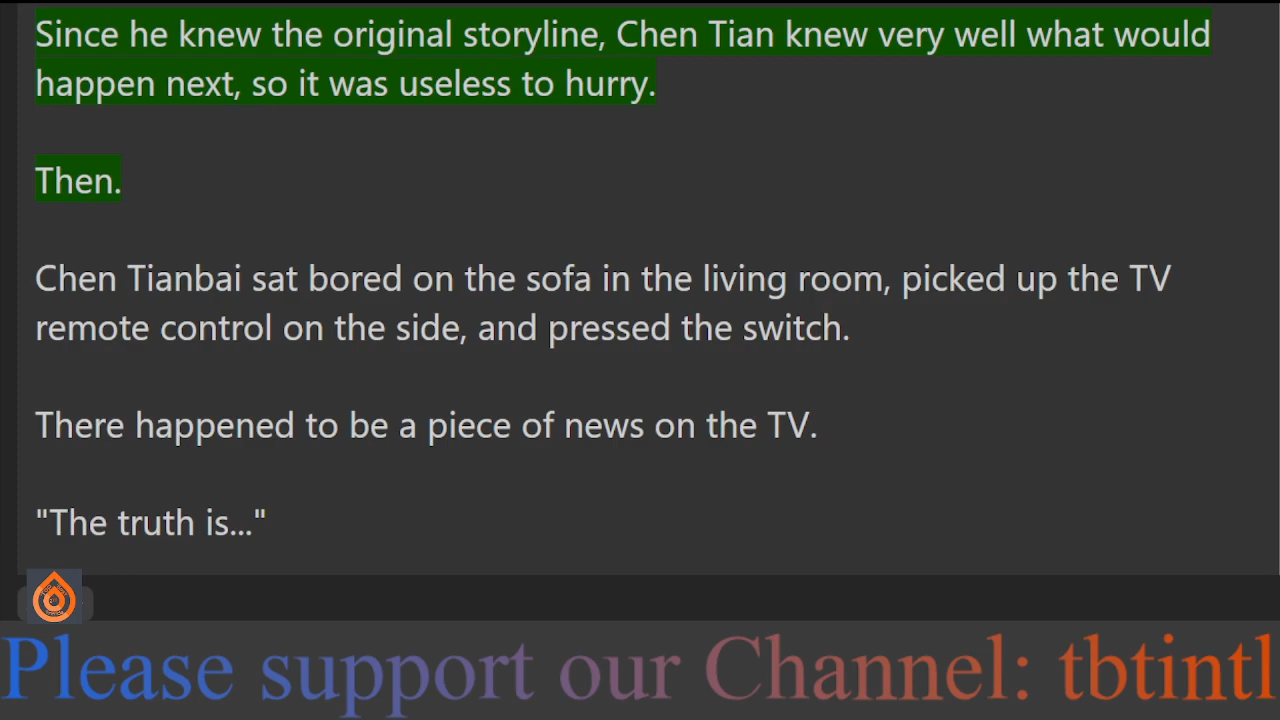 Since he knew the original storyline, Chen Tian knew very well what would
happen next, so it was useless to hurry.
Then.
Chen Tianbai sat bored on the sofa in the living room, picked up the TV
remote control on the side, and pressed the switch.
There happened to be a piece of news on the TV.
"The truth is..."
Please support our Channel: tbtintl